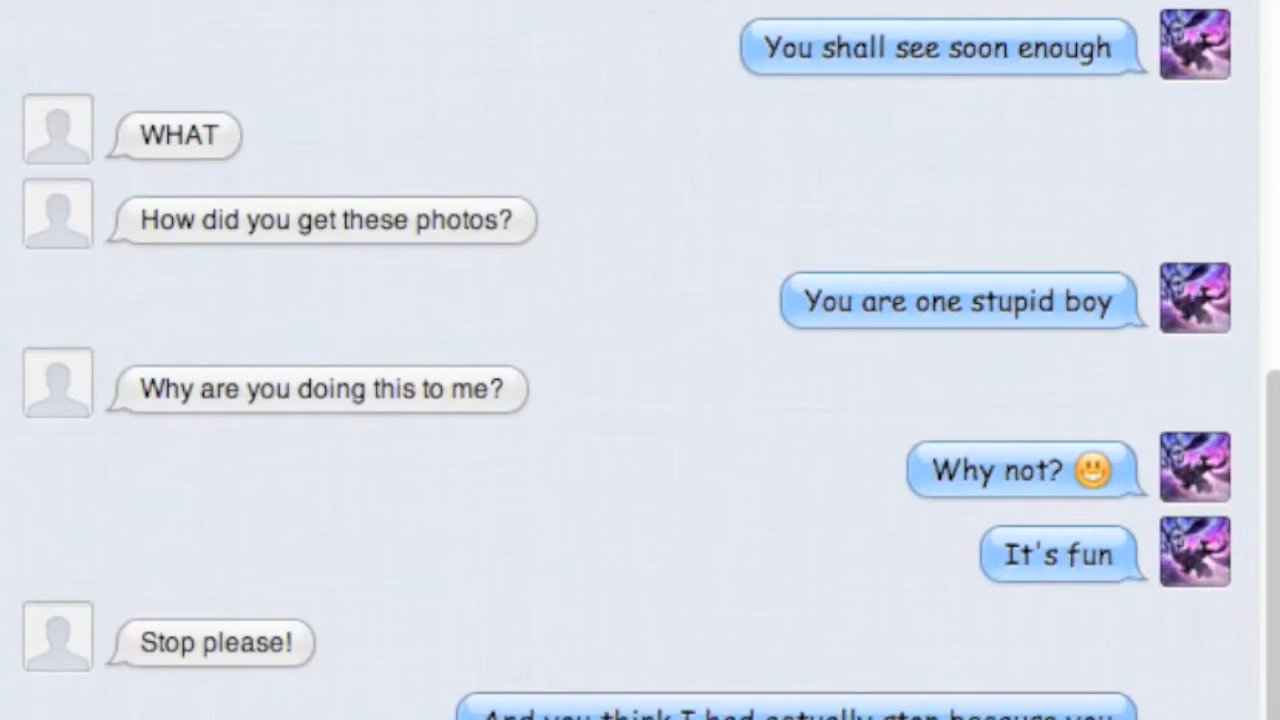 You shall see soon enough
WHAT
How did you get these photos?
You are one stupid boy
Why are you doing this to me?
Why not?
It's fun
Stop please!
And you think I had actually stop because you